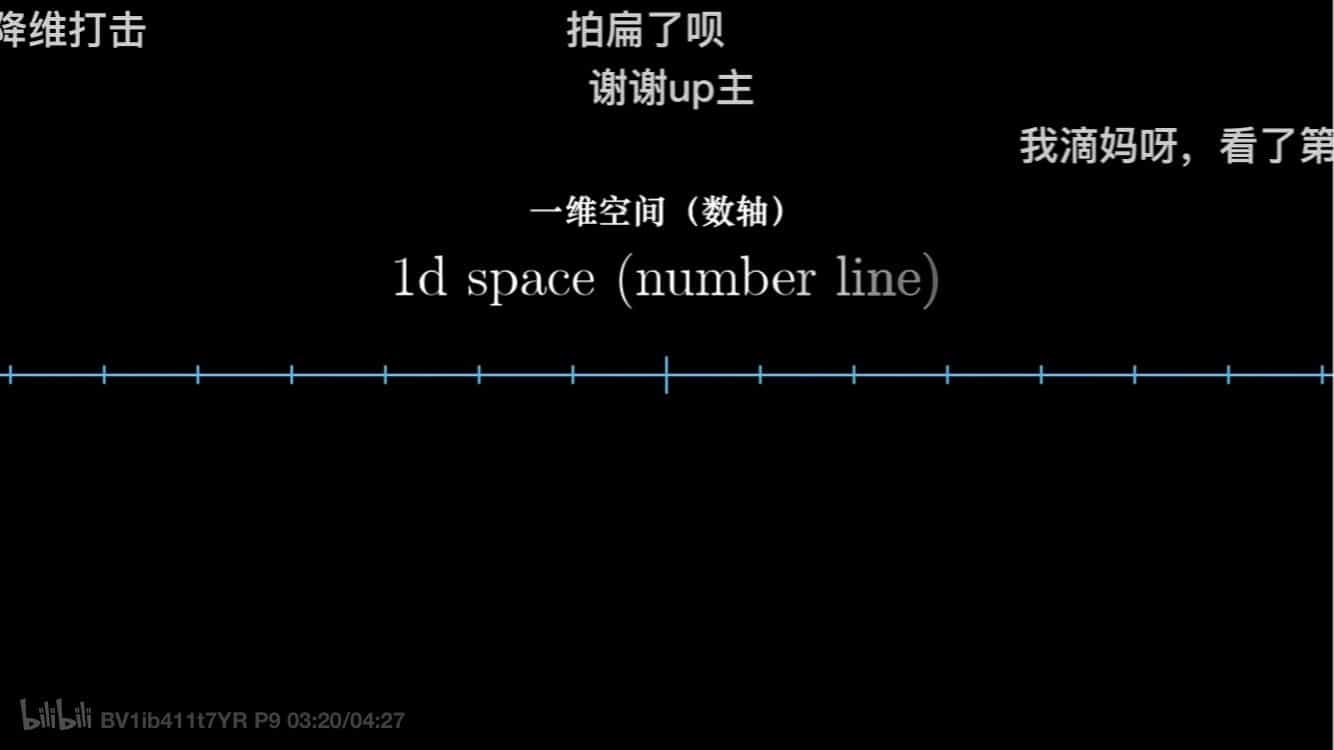 降维打击
拍扁了呗
谢谢up主
我滴妈呀，看了第
一维空间（数轴）
1d space (number line)
bilibili BV1ib411t7YR P9 03:20/04:27